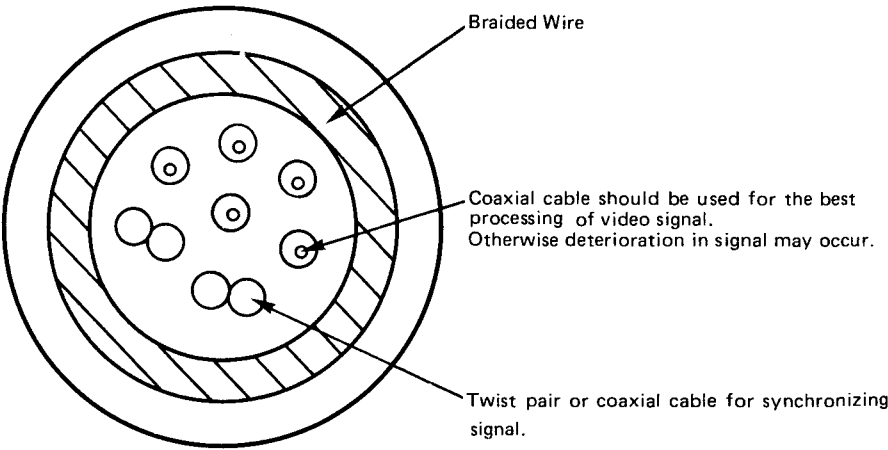 Braided Wire
Coaxial cable should be used for the best
processing of video signal.
Otherwise deterioration in signal may occur.
Twist pair or coaxial cable for synchronizing
signal.